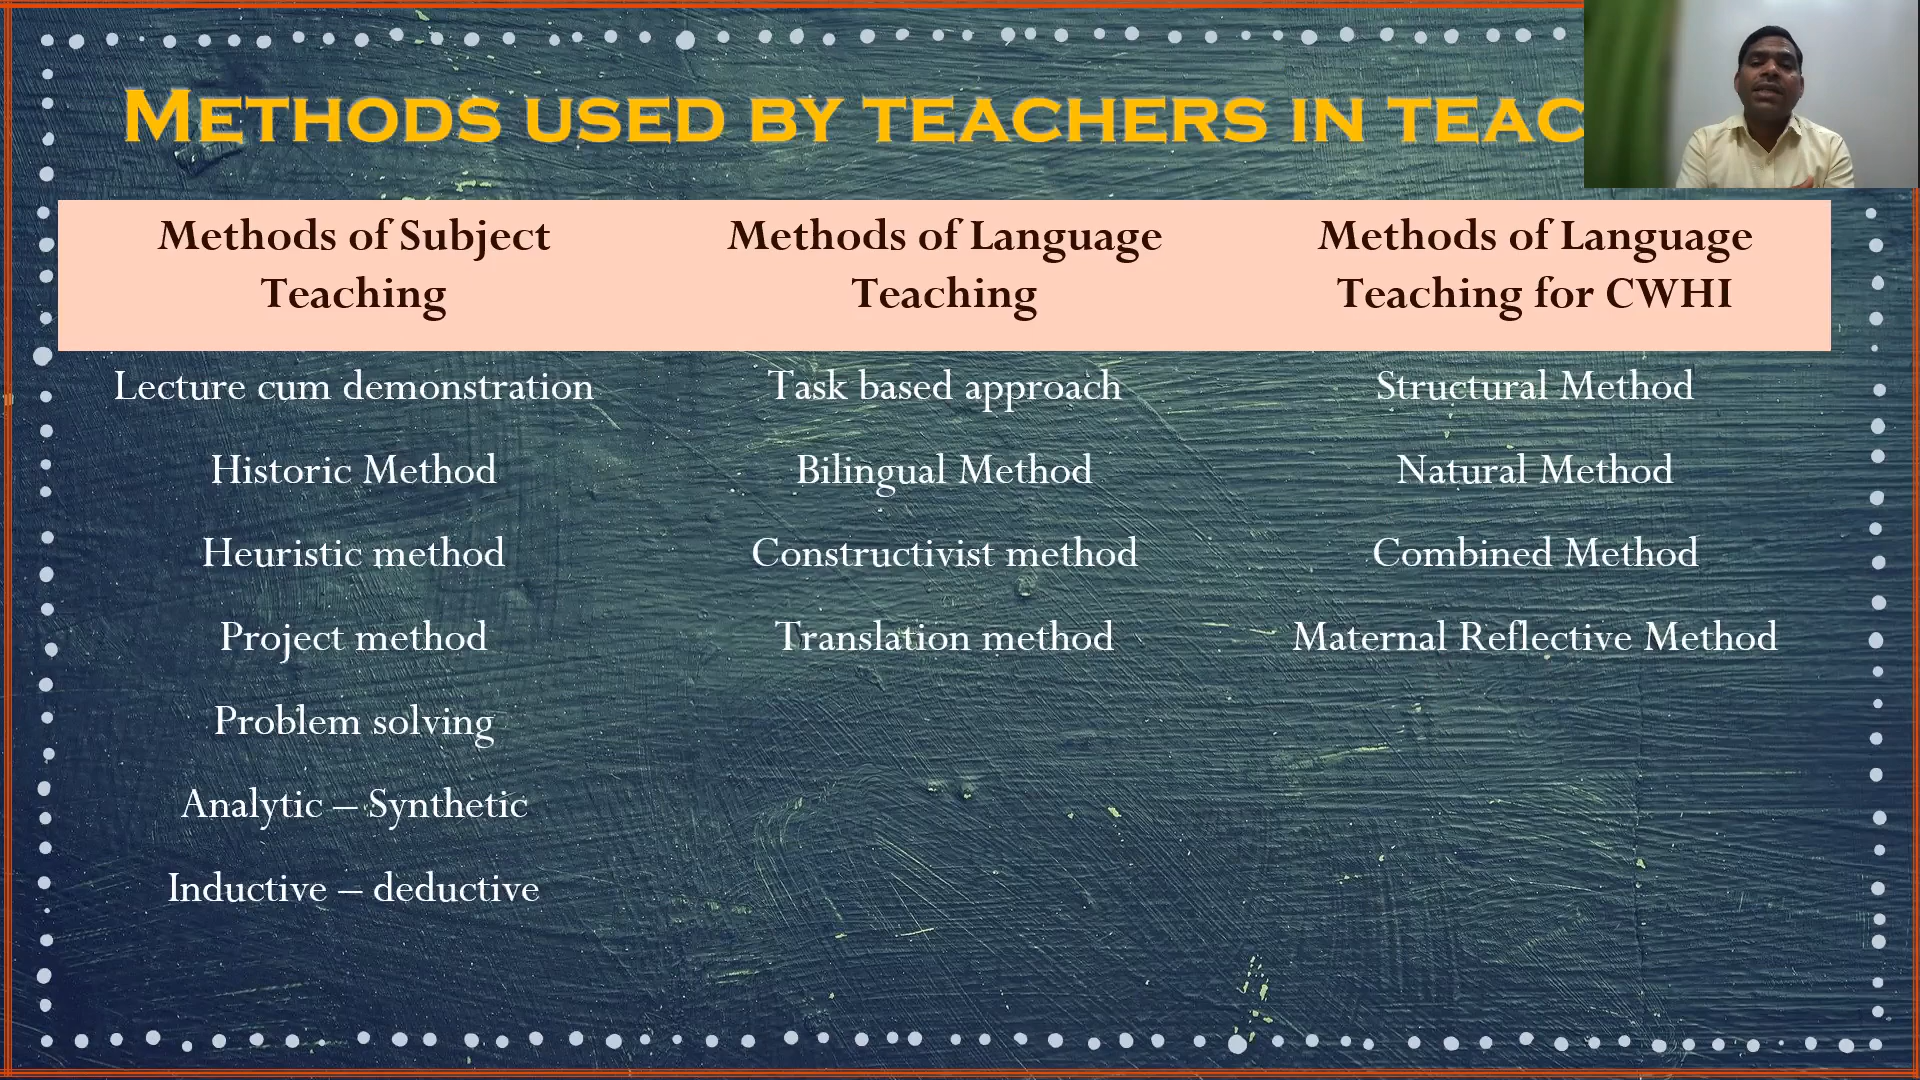 METHODS USED BY TEACHERS IN TEAC
Methods of Subject
Teaching
Methods of Language
Teaching
Methods of Language
Teaching for CWHI
Lecture cum demonstration
Task based approach
Structural Method
Historic Method
Bilingual Method
Natural Method
Heuristic method
Constructivist method
Combined Method
Project method
Translation method
Maternal Reflective Method
Problem solving
Analytic – Synthetic
Inductive – deductive